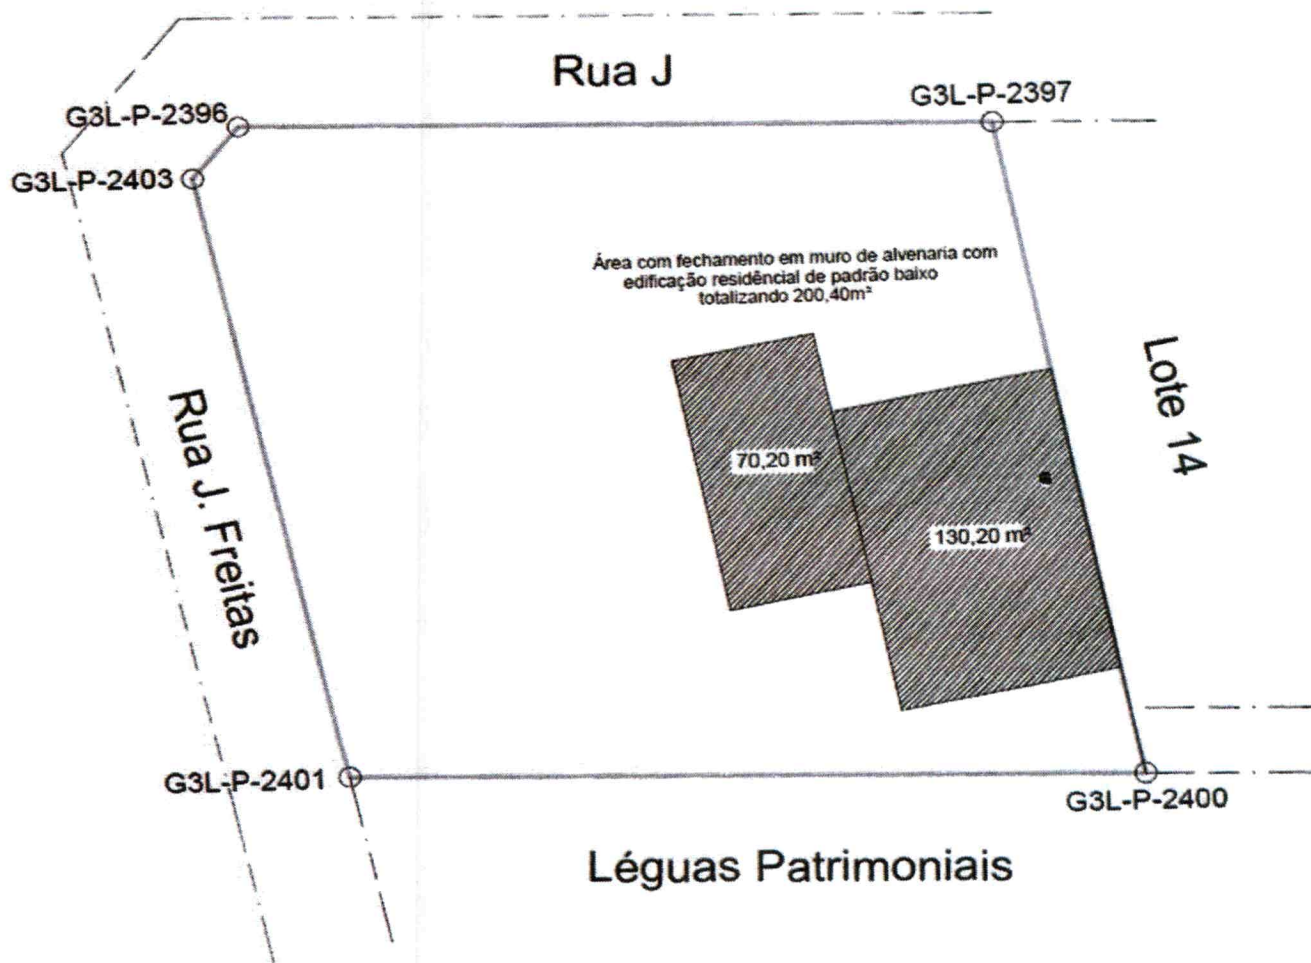 Rua J
G3L-P-2396
G3L-P-2397
G3L-P-2403
Área com fechamento em muro de alvenaria com
edificação residêncial de padrão baixo
totalizando 200,40m²
Lote 14
Rua J. Freitas
70,20 m²
130,20 m²
G3L-P-2401
G3L-P-2400
Léguas Patrimoniais